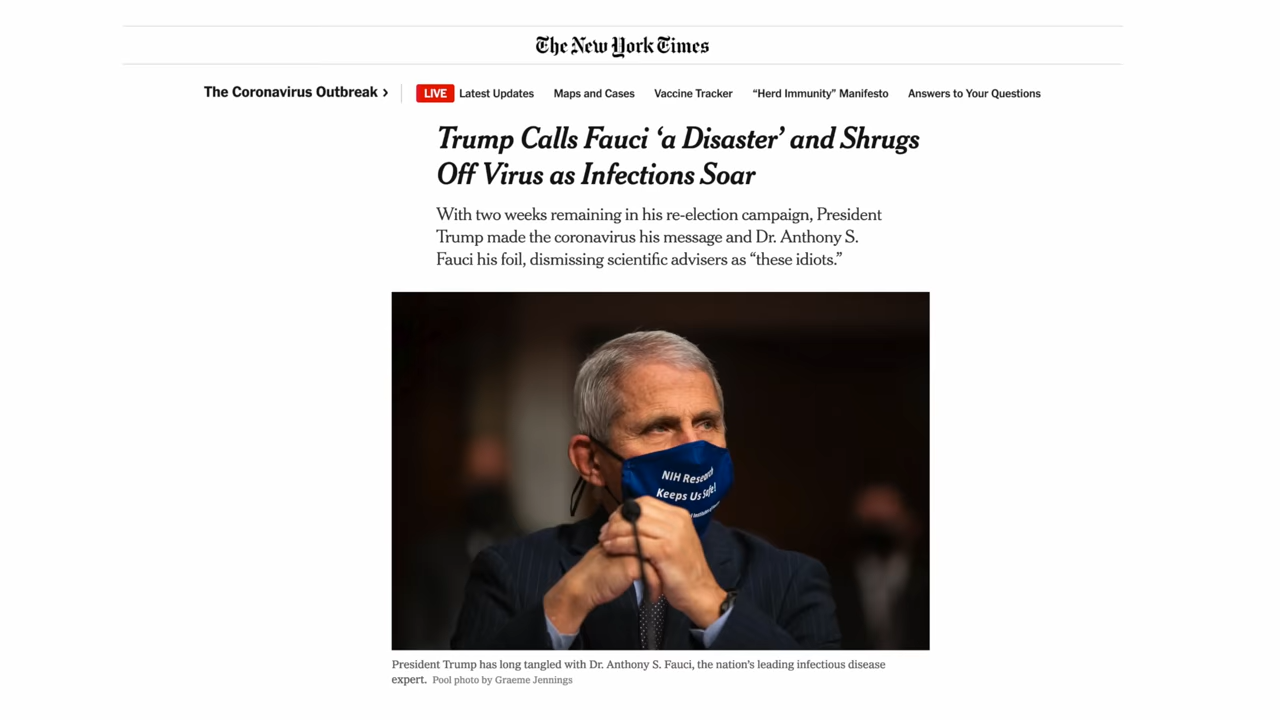 The New York Times
The Coronavirus Outbreak ›
LIVE Latest Updates Maps and Cases Vaccine Tracker “Herd Immunity” Manifesto Answers to Your Questions
Trump Calls Fauci ‘a Disaster’ and Shrugs
Off Virus as Infections Soar
With two weeks remaining in his re-election campaign, President
Trump made the coronavirus his message and Dr. Anthony S.
Fauci his foil, dismissing scientific advisers as “these idiots.”
NIH Research
Keeps Us Safe!
President Trump has long tangled with Dr. Anthony S. Fauci, the nation’s leading infectious disease
expert. Pool photo by Graeme Jennings